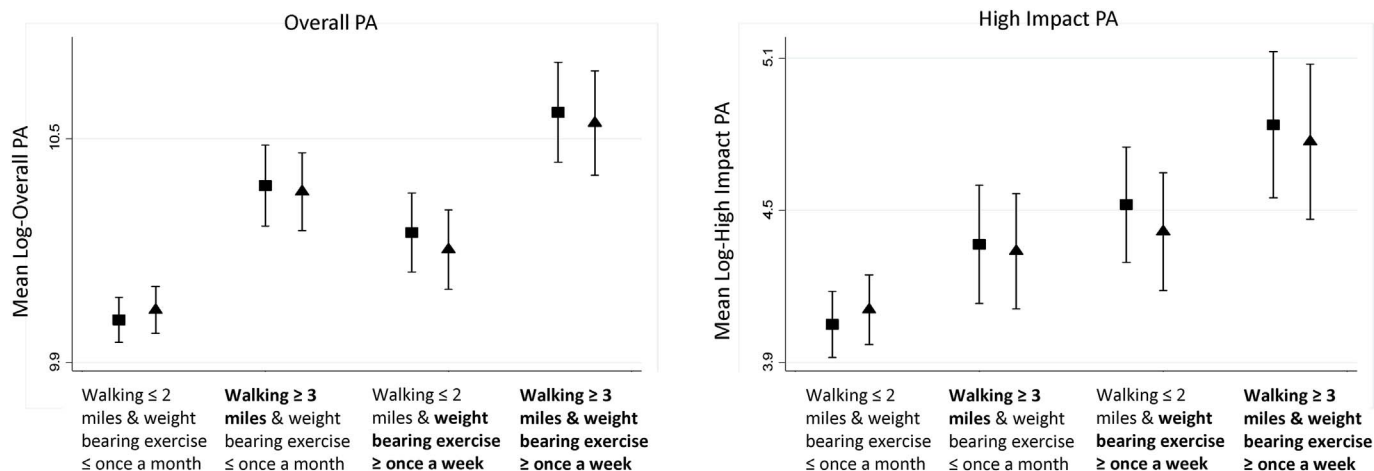 Overall PA
Mean Log-Overall PA
10.5
9.9
Walking ≤ 2
miles & weight
bearing exercise
≤ once a month
Walking ≥ 3
miles & weight
bearing exercise
≤ once a month
Walking ≤ 2
miles & weight
bearing exercise
≥ once a week
Walking ≥ 3
miles & weight
bearing exercise
≥ once a week
High Impact PA
Mean Log-High Impact PA
5.1
4.5
3.9
Walking ≤ 2
miles & weight
bearing exercise
≤ once a month
Walking ≥ 3
miles & weight
bearing exercise
≤ once a month
Walking ≤ 2
miles & weight
bearing exercise
≥ once a week
Walking ≥ 3
miles & weight
bearing exercise
≥ once a week